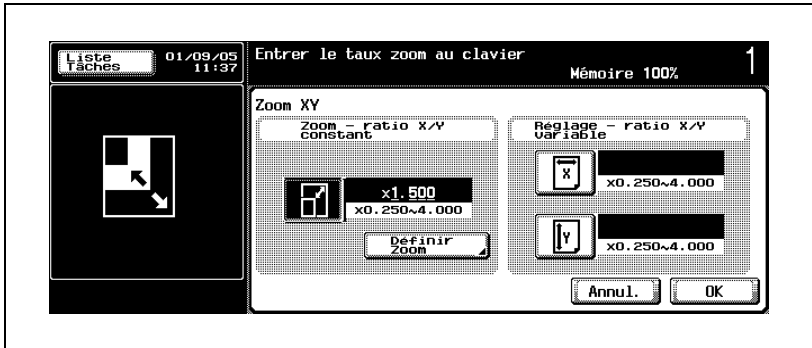 Liste
Tâches
01/09/05
11:37
Entrer le taux zoom au clavier
Mémoire 100%
1
Zoom XY
Zoom - ratio X/Y
constant
x1.500
x0.250~4.000
Définir
Zoom
Réglage - ratio X/Y
variable
X
x0.250~4.000
Y
x0.250~4.000
Annul.
OK